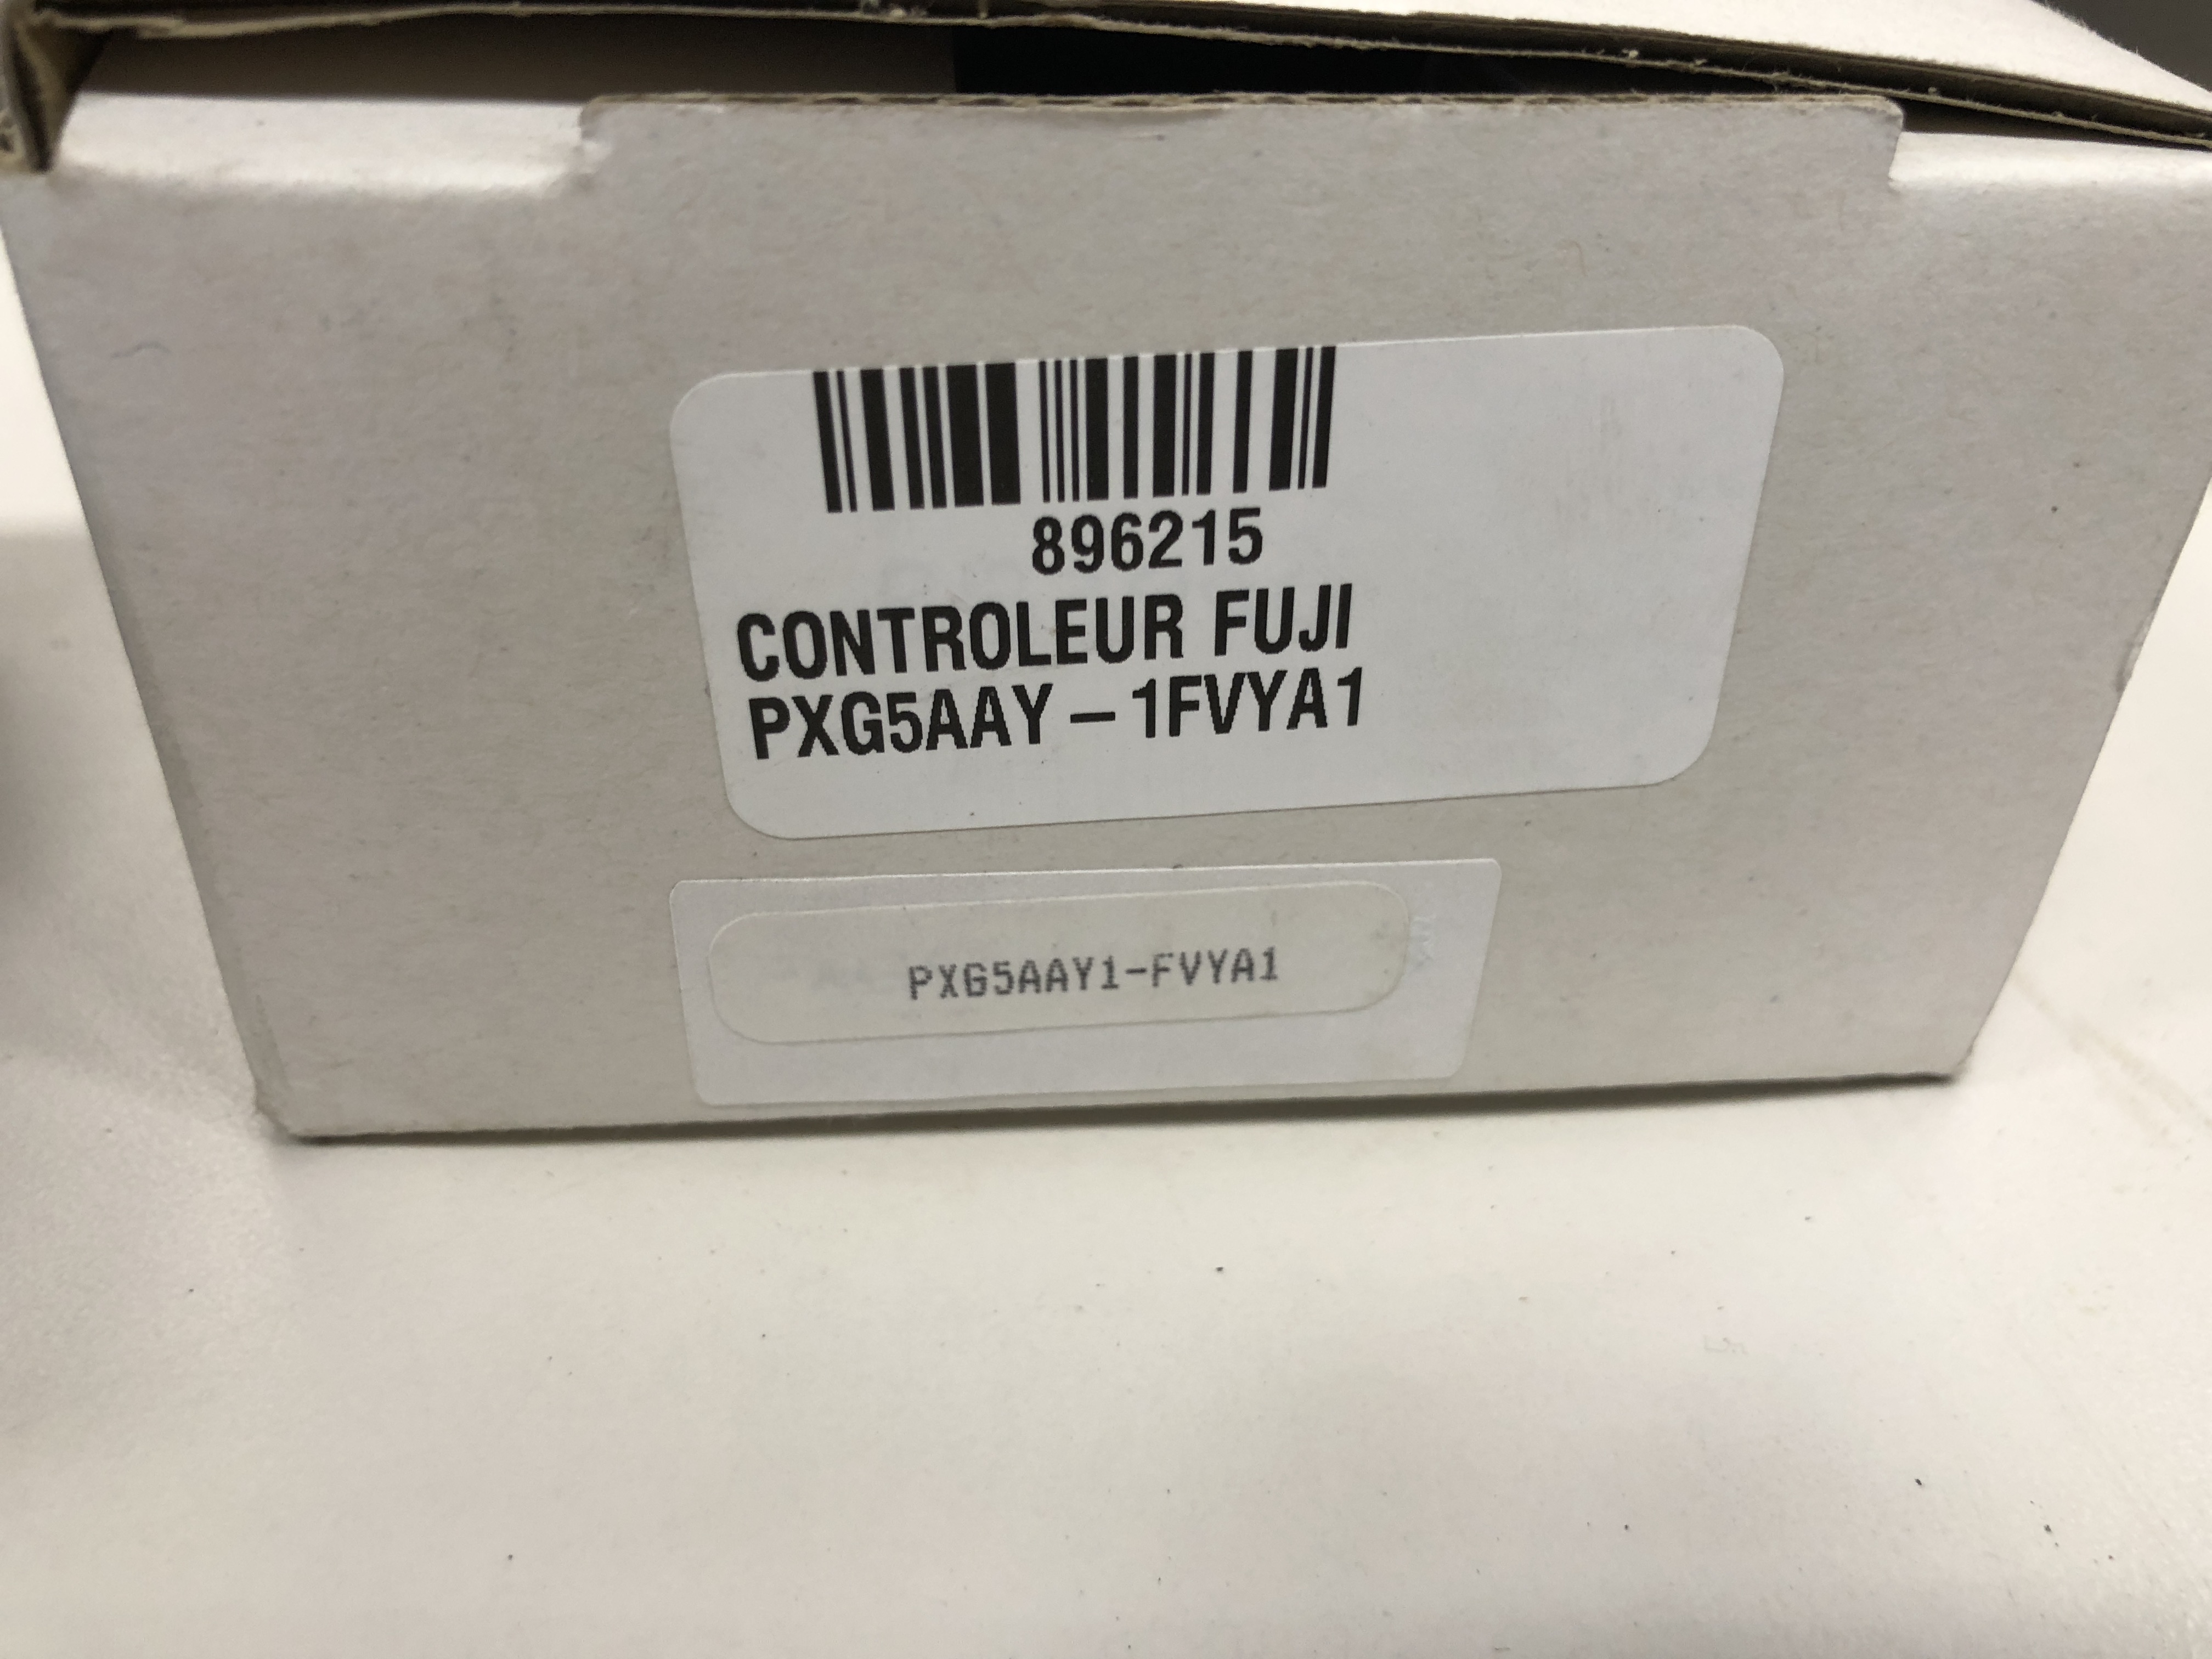 896215
CONTROLEUR FUJI
PXG5AAY – 1FVYA1
PXG5AAY1-FVYA1